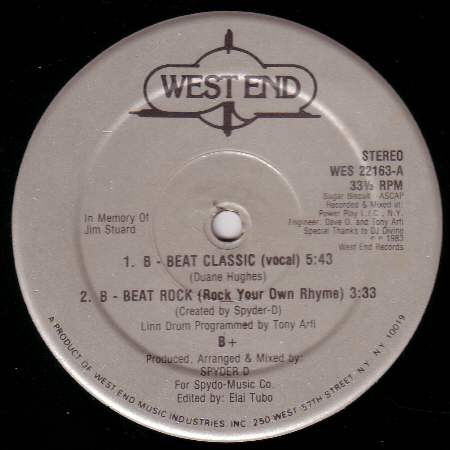 WEST END
STEREO
WES 22163-A
33⅓ RPM
Sugar Biscuit - ASCAP
Recorded & Mixed at:
Power Play L.I.C., N.Y.
Engineer: Dave O. and Tony Arfi
Special Thanks to DJ Divine
℗ © 1983
West End Records
In Memory Of
Jim Stuard
1. B - BEAT CLASSIC (vocal) 5:43
(Duane Hughes)
2. B - BEAT ROCK (Rock Your Own Rhyme) 3:33
(Created by Spyder-D)
Linn Drum Programmed by Tony Arfi
B+
Produced, Arranged & Mixed by:
SPYDER D
For Spydo-Music Co.
Edited by: Elai Tubo
A PRODUCT OF WEST END MUSIC INDUSTRIES, INC. 250 WEST 57TH STREET, NY, NY 10019